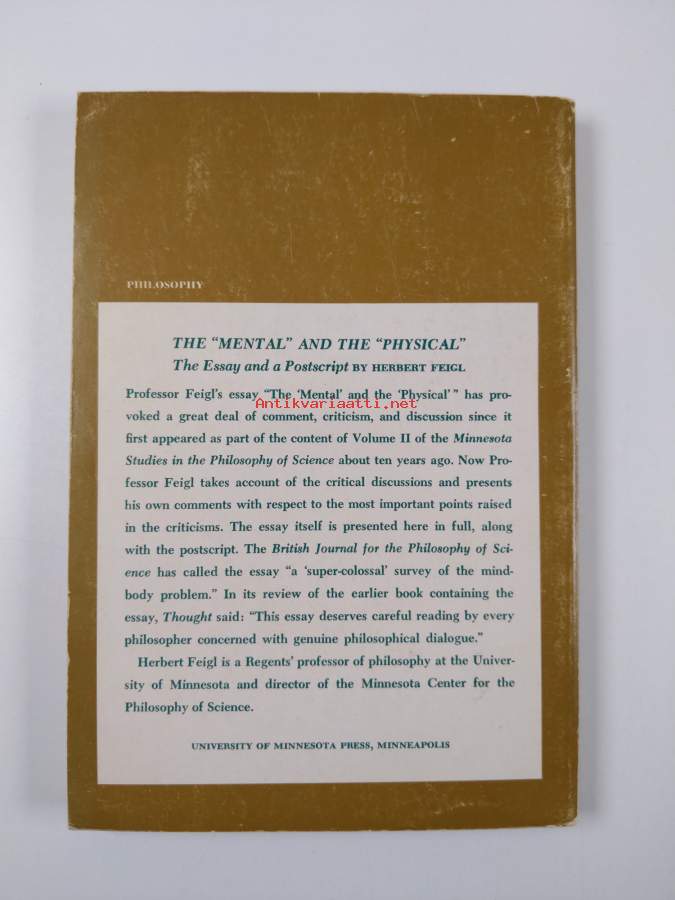 PHILOSOPHY
THE "MENTAL" AND THE "PHYSICAL"
The Essay and a Postscript BY HERBERT FEIGL
Professor Feigl's essay "The 'Mental' and the 'Physical'" has pro-
Antikvariaatti.net
voked a great deal of comment, criticism, and discussion since it
first appeared as part of the content of Volume II of the Minnesota
Studies in the Philosophy of Science about ten years ago. Now Pro-
fessor Feigl takes account of the critical discussions and presents
his own comments with respect to the most important points raised
in the criticisms. The essay itself is presented here in full, along
with the postscript. The British Journal for the Philosophy of Sci-
ence has called the essay "a 'super-colossal' survey of the mind-
body problem." In its review of the earlier book containing the
essay, Thought said: "This essay deserves careful reading by every
philosopher concerned with genuine philosophical dialogue."
Herbert Feigl is a Regents' professor of philosophy at the Univer-
sity of Minnesota and director of the Minnesota Center for the
Philosophy of Science.
UNIVERSITY OF MINNESOTA PRESS, MINNEAPOLIS